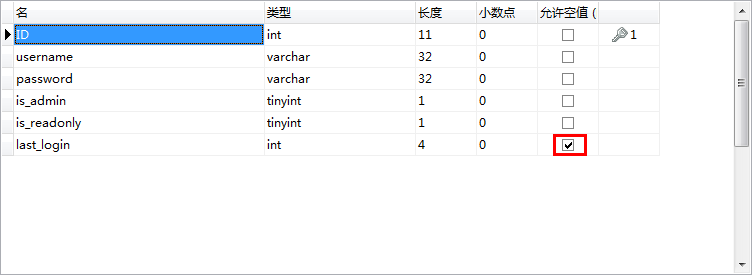 名 类型 长度 小数点 允许空值 (
ID int 11 0 1
username varchar 32 0
password varchar 32 0
is_admin tinyint 1 0
is_readonly tinyint 1 0
last_login int 4 0